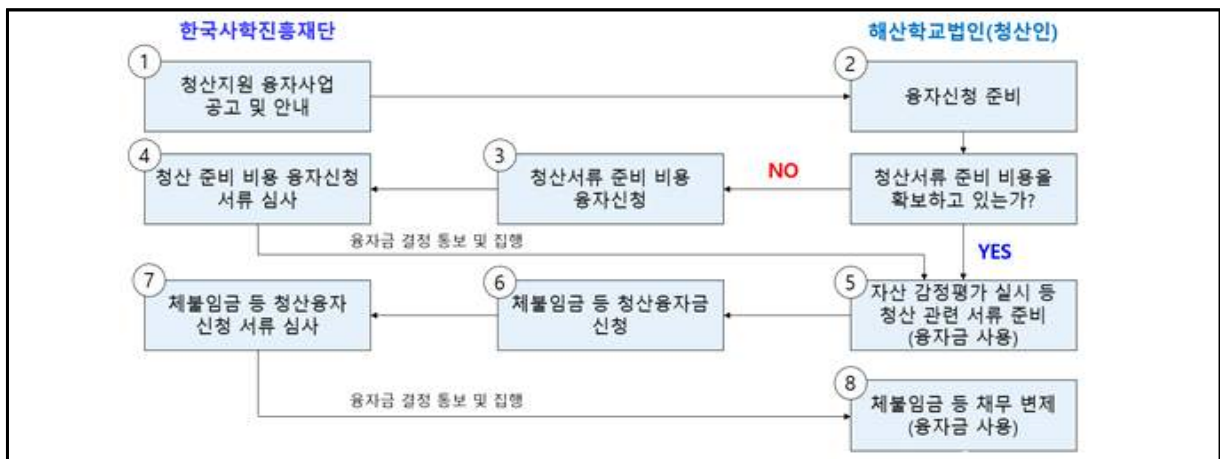 한국사학진흥재단
해산학교법인(청산인)
1
청산지원 융자사업
공고 및 안내
2
융자신청 준비
4
청산 준비 비용 융자신청
서류 심사
3
청산서류 준비 비용
융자신청
NO
청산서류 준비 비용을
확보하고 있는가?
융자금 결정 통보 및 집행
YES
7
체불임금 등 청산융자
신청 서류 심사
6
체불임금 등 청산융자금
신청
5
자산 감정평가 실시 등
청산 관련 서류 준비
(융자금 사용)
융자금 결정 통보 및 집행
8
체불임금 등 채무 변제
(융자금 사용)